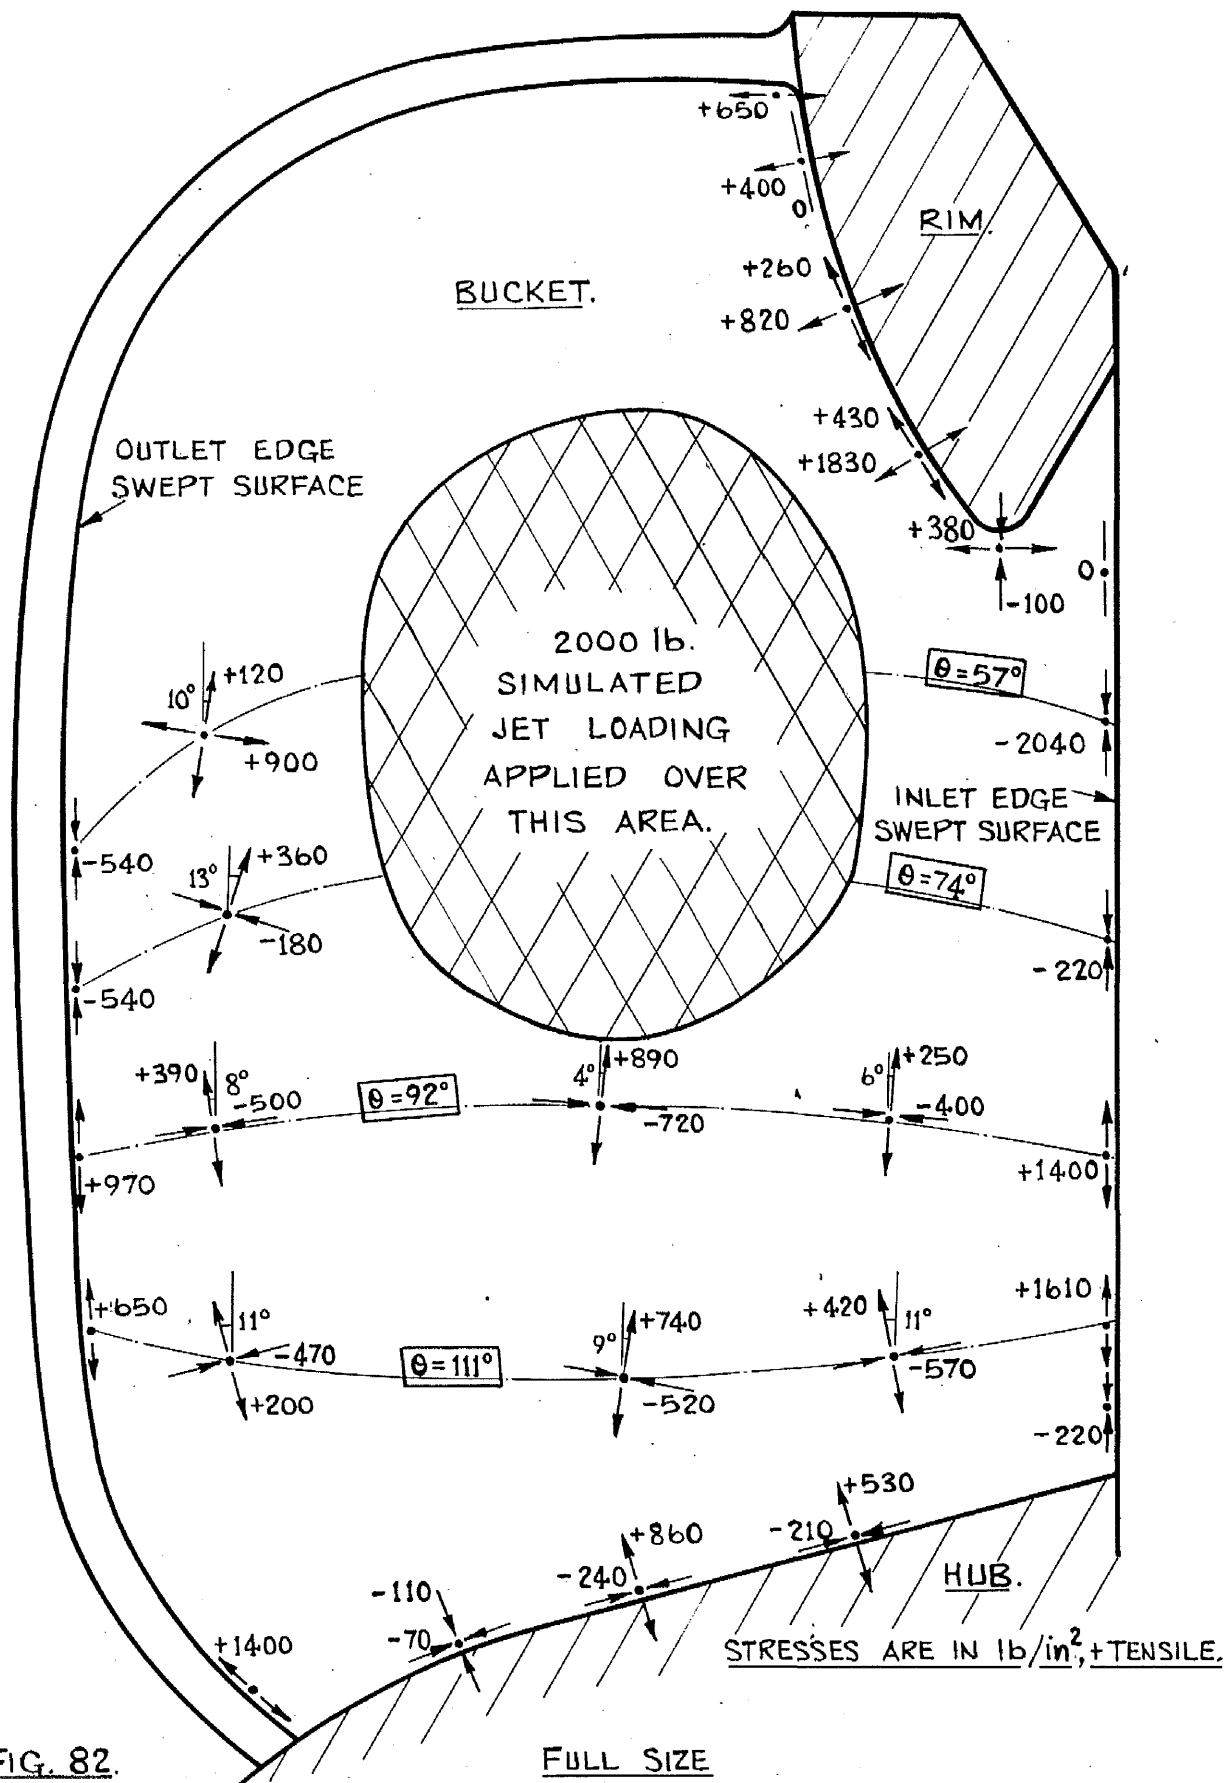 +650
+400
0
RIM.
+260
BUCKET.
+820
+430
OUTLET EDGE
SWEPT SURFACE
+1830
+380
0
-100
2000 lb.
SIMULATED
JET LOADING
APPLIED OVER
THIS AREA.
θ=57°
10°
+120
+900
-2040
INLET EDGE
SWEPT SURFACE
-540
13°
+360
θ=74°
-180
-220
-540
+390
8°
-500
θ=92°
4°
+890
-720
6°
+250
-400
+970
+1400
+650
11°
-470
+200
θ=111°
9°
+740
-520
+420
11°
-570
+1610
-220
+530
-210
+860
-240
HUB.
-110
-70
+1400
STRESSES ARE IN lb/in², + TENSILE.
FIG. 82.
FULL SIZE